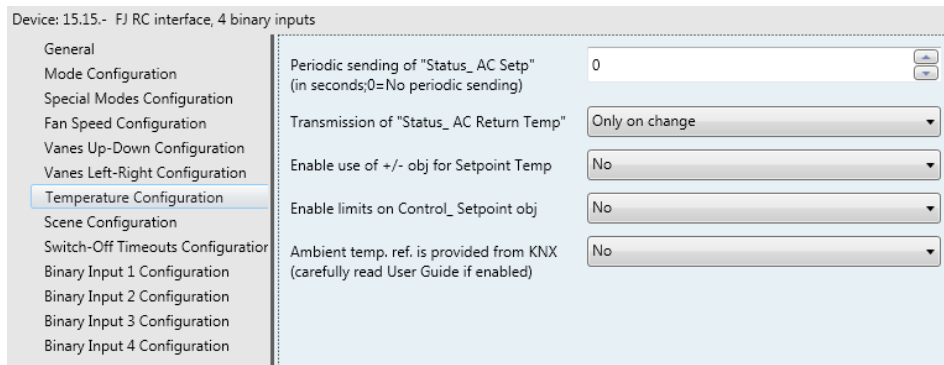 Device: 15.15.- FJ RC interface, 4 binary inputs
General
Mode Configuration
Special Modes Configuration
Fan Speed Configuration
Vanes Up-Down Configuration
Vanes Left-Right Configuration
Temperature Configuration
Scene Configuration
Switch-Off Timeouts Configuration
Binary Input 1 Configuration
Binary Input 2 Configuration
Binary Input 3 Configuration
Binary Input 4 Configuration
Periodic sending of "Status_ AC Setp"
(in seconds;0=No periodic sending)
0
Transmission of "Status_ AC Return Temp"
Only on change
Enable use of +/- obj for Setpoint Temp
No
Enable limits on Control_ Setpoint obj
No
Ambient temp. ref. is provided from KNX
(carefully read User Guide if enabled)
No